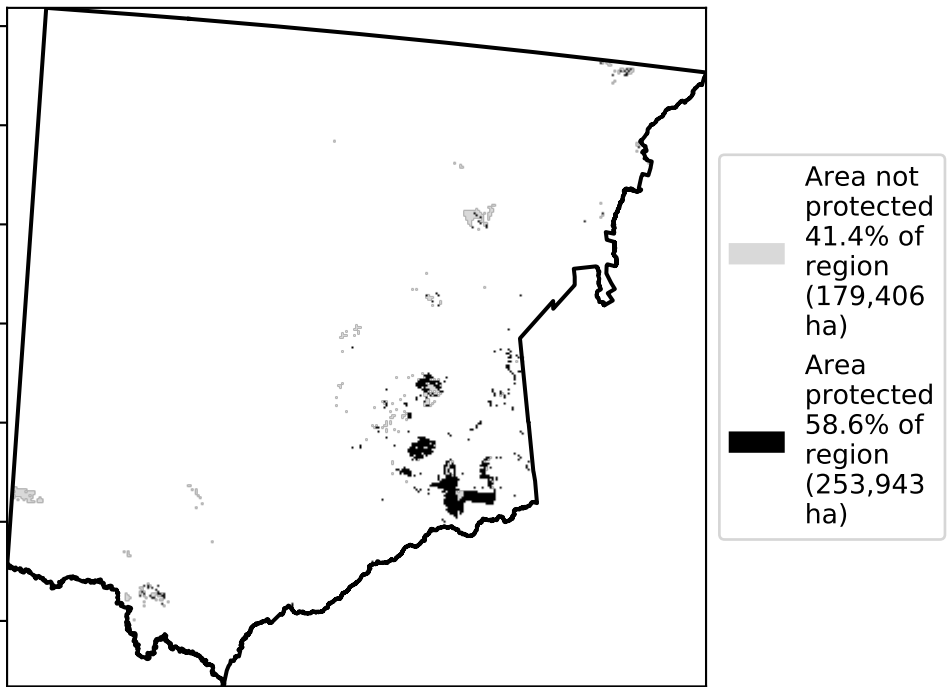 Area not
protected
41.4% of
region
(179,406
ha)
Area
protected
58.6% of
region
(253,943
ha)